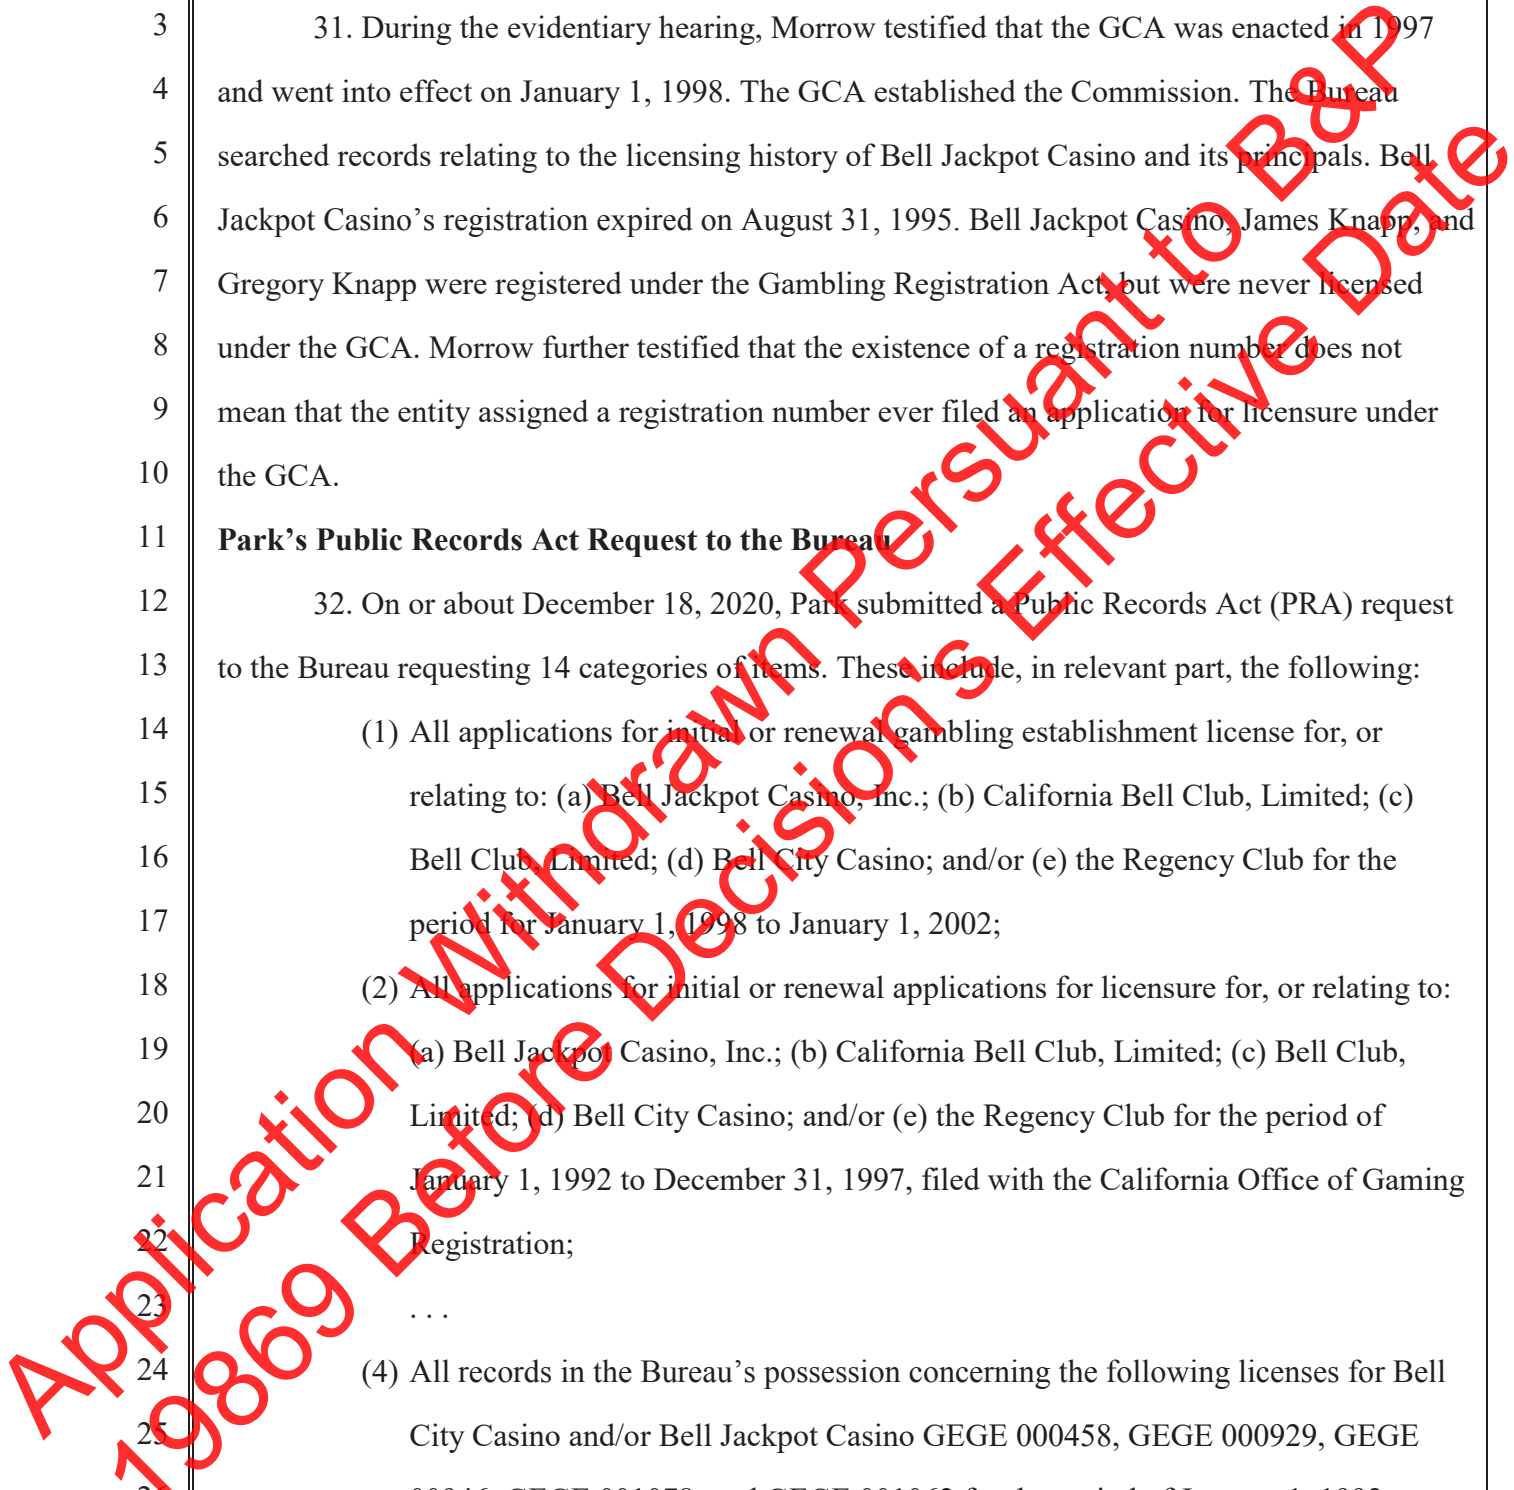 3 31. During the evidentiary hearing, Morrow testified that the GCA was enacted in 1997
4 and went into effect on January 1, 1998. The GCA established the Commission. The Bureau
5 searched records relating to the licensing history of Bell Jackpot Casino and its principals. Bell
6 Jackpot Casino’s registration expired on August 31, 1995. Bell Jackpot Casino, James Knapp, and
7 Gregory Knapp were registered under the Gambling Registration Act, but were never licensed
8 under the GCA. Morrow further testified that the existence of a registration number does not
9 mean that the entity assigned a registration number ever filed an application for licensure under
10 the GCA.
11 Park’s Public Records Act Request to the Bureau
12 32. On or about December 18, 2020, Park submitted a Public Records Act (PRA) request
13 to the Bureau requesting 14 categories of items. These include, in relevant part, the following:
14 (1) All applications for initial or renewal gambling establishment license for, or
15 relating to: (a) Bell Jackpot Casino, Inc.; (b) California Bell Club, Limited; (c)
16 Bell Club, Limited; (d) Bell City Casino; and/or (e) the Regency Club for the
17 period for January 1, 1998 to January 1, 2002;
18 (2) All applications for initial or renewal applications for licensure for, or relating to:
19 (a) Bell Jackpot Casino, Inc.; (b) California Bell Club, Limited; (c) Bell Club,
20 Limited; (d) Bell City Casino; and/or (e) the Regency Club for the period of
21 January 1, 1992 to December 31, 1997, filed with the California Office of Gaming
22 Registration;
23 . . .
24 (4) All records in the Bureau’s possession concerning the following licenses for Bell
25 City Casino and/or Bell Jackpot Casino GEGE 000458, GEGE 000929, GEGE
Application Withdrawn Persuant to B&P
19869 Before Decision's Effective Date